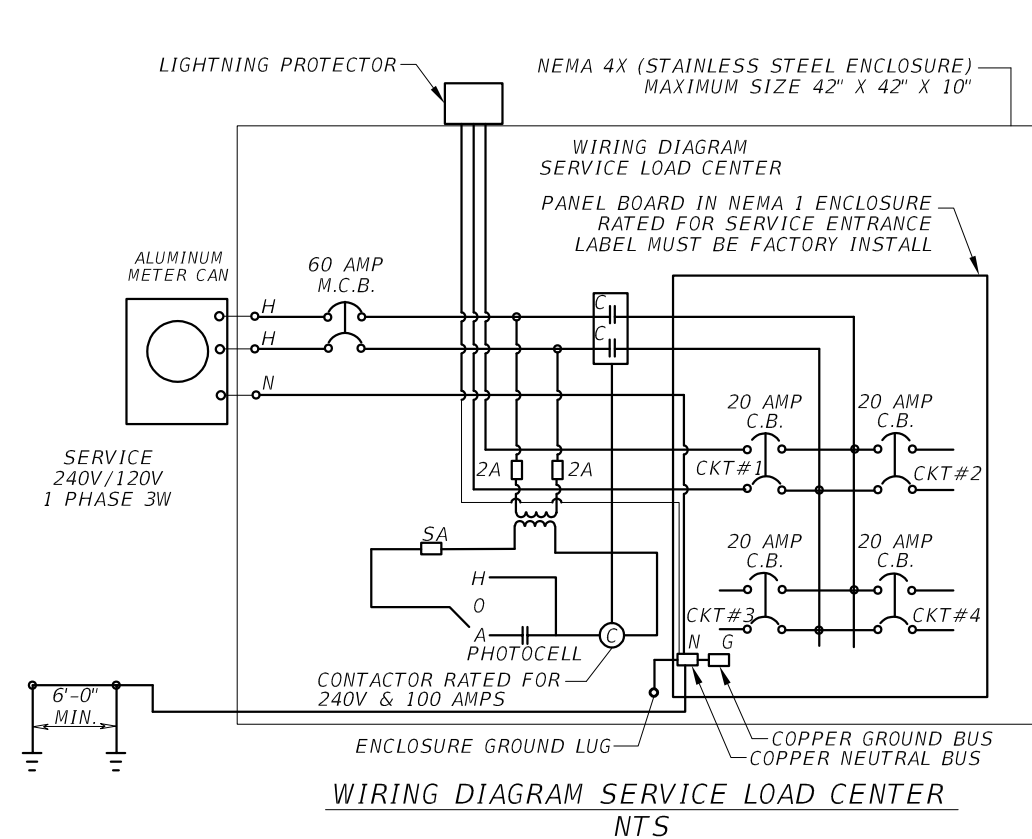 LIGHTNING PROTECTOR
NEMA 4X (STAINLESS STEEL ENCLOSURE)
MAXIMUM SIZE 42" X 42" X 10"
WIRING DIAGRAM
SERVICE LOAD CENTER
PANEL BOARD IN NEMA 1 ENCLOSURE
RATED FOR SERVICE ENTRANCE
LABEL MUST BE FACTORY INSTALL
ALUMINUM
METER CAN
60 AMP
M.C.B.
H
H
N
C
C
SERVICE
240V/120V
1 PHASE 3W
20 AMP
C.B.
20 AMP
C.B.
2A
2A
CKT#1
CKT#2
SA
20 AMP
C.B.
20 AMP
C.B.
H
O
A
PHOTOCELL
C
CKT#3
CKT#4
N
G
CONTACTOR RATED FOR
240V & 100 AMPS
6'-0"
MIN.
ENCLOSURE GROUND LUG
COPPER GROUND BUS
COPPER NEUTRAL BUS
WIRING DIAGRAM SERVICE LOAD CENTER
NTS